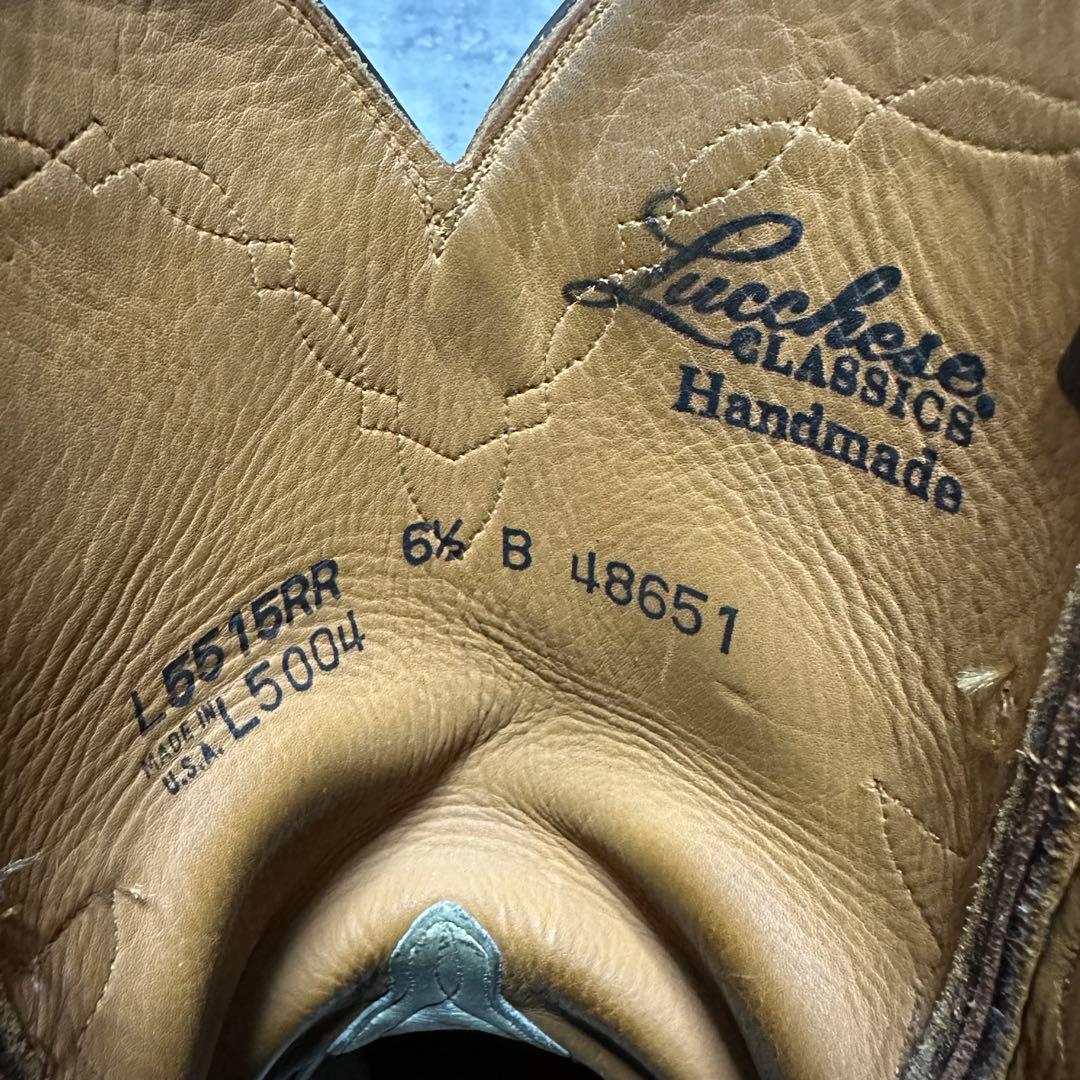 Lucchese
CLASSICS
Handmade
6½ B 48651
L5515RR
MADE IN L5004
U.S.A.